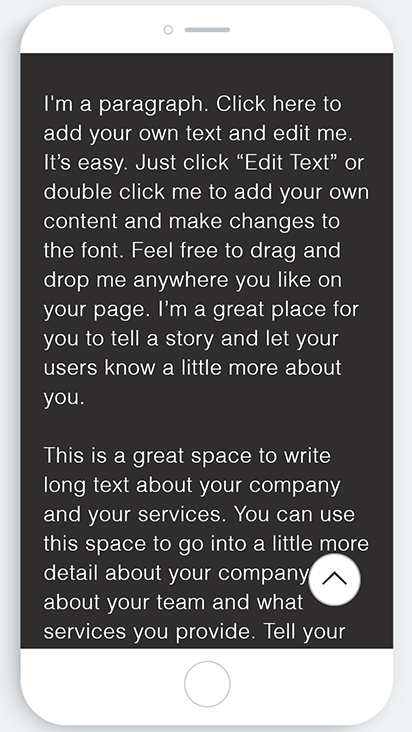 I'm a paragraph. Click here to
add your own text and edit me.
It’s easy. Just click “Edit Text” or
double click me to add your own
content and make changes to
the font. Feel free to drag and
drop me anywhere you like on
your page. I’m a great place for
you to tell a story and let your
users know a little more about
you.
This is a great space to write
long text about your company
and your services. You can use
this space to go into a little more
detail about your company
about your team and what
services you provide. Tell your